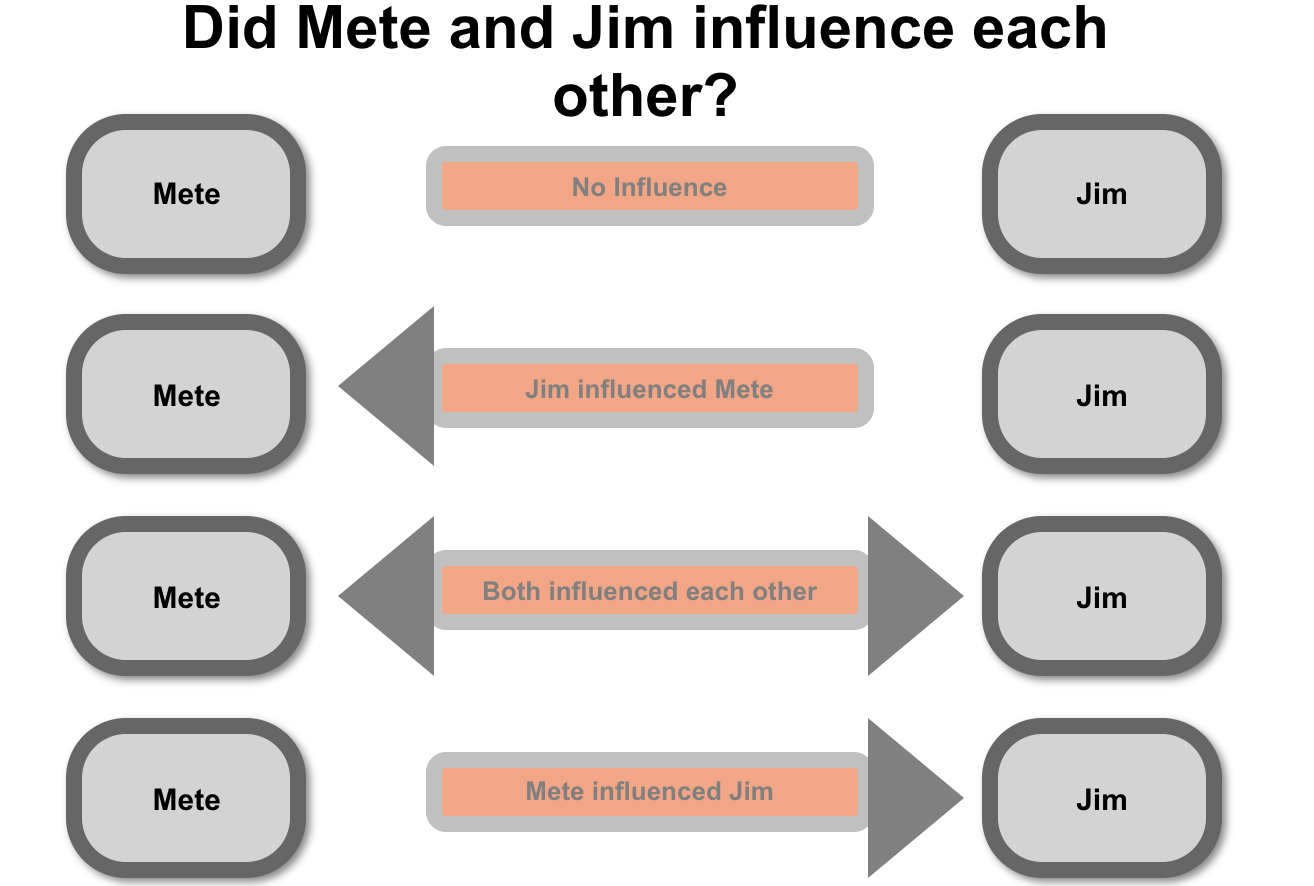 Did Mete and Jim influence each
other?
Mete
No Influence
Jim
Mete
Jim influenced Mete
Jim
Mete
Both influenced each other
Jim
Mete
Mete influenced Jim
Jim